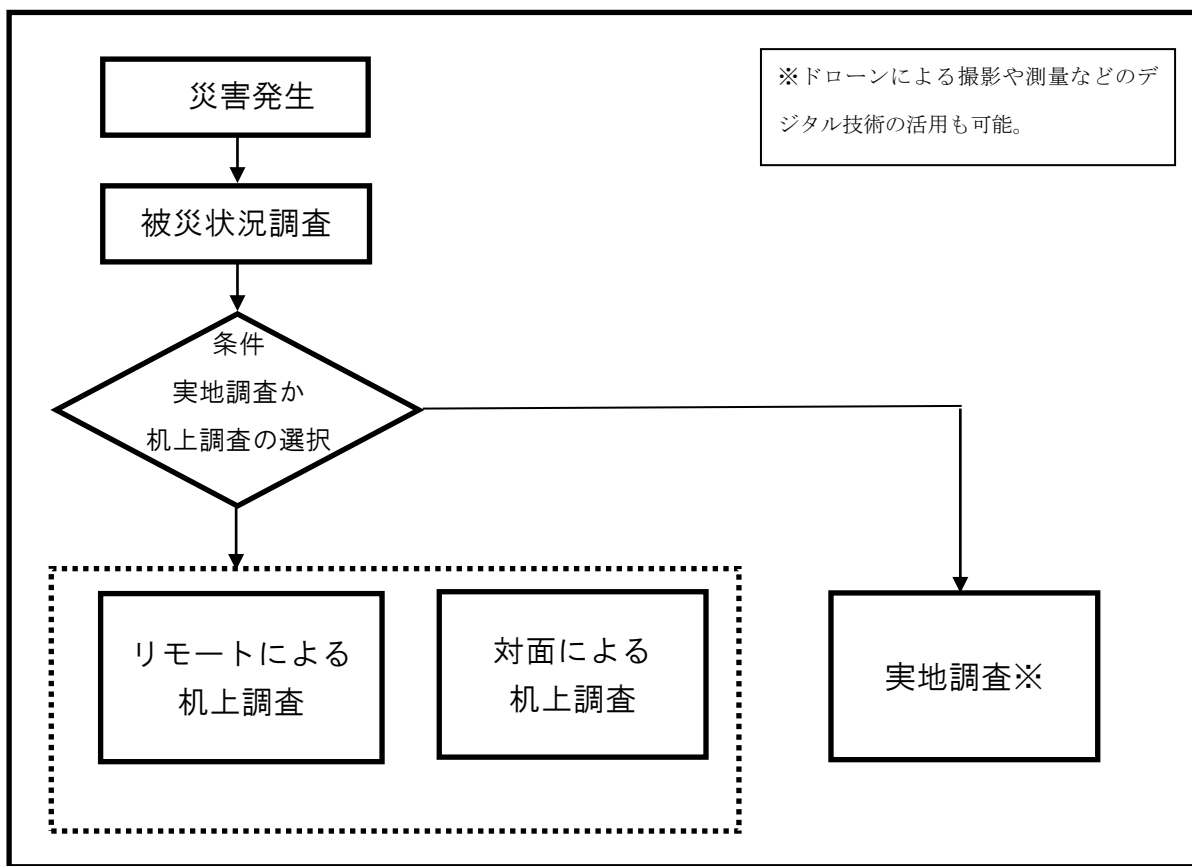 災害発生
※ドローンによる撮影や測量などのデ
ジタル技術の活用も可能。
被災状況調査
条件
実地調査か
机上調査の選択
リモートによる
机上調査
対面による
机上調査
実地調査※